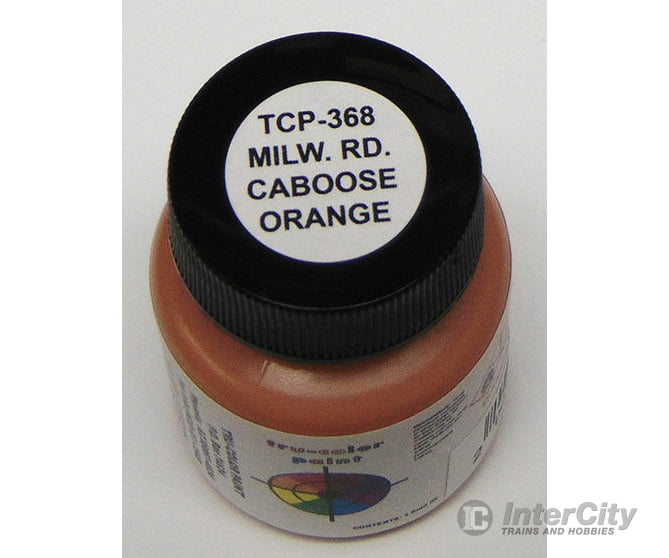 TCP-368
MILW. RD.
CABOOSE
ORANGE
tru-color
paint
InterCity
TRAINS AND HOBBIES